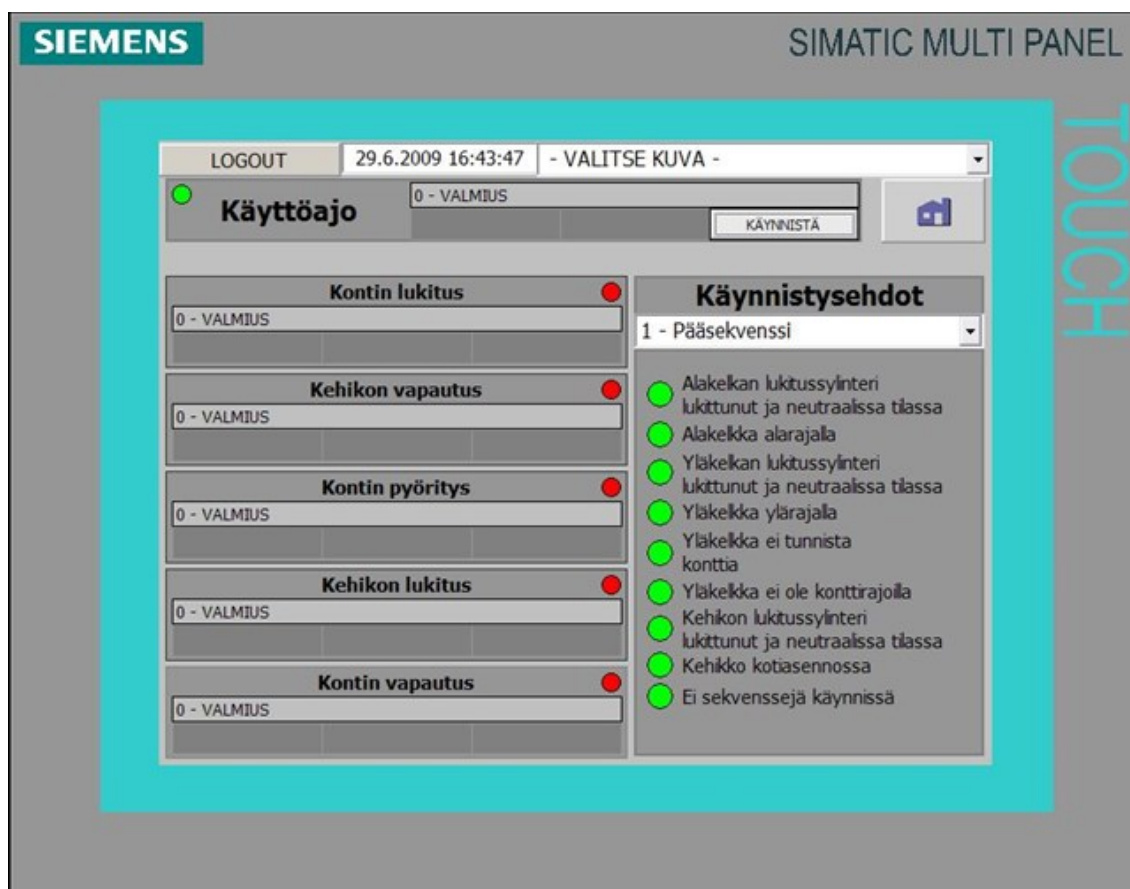 SIEMENS
SIMATIC MULTI PANEL
TOUCH
LOGOUT
29.6.2009 16:43:47
- VALITSE KUVA -
Käyttöajo
0 - VALMIUS
KÄYNNISTÄ
Kontin lukitus
0 - VALMIUS
Kehikon vapautus
0 - VALMIUS
Kontin pyöritys
0 - VALMIUS
Kehikon lukitus
0 - VALMIUS
Kontin vapautus
0 - VALMIUS
Käynnistysehdot
1 - Pääsekvenssi
Alakelkan lukitussylinteri
lukittunut ja neutraalissa tilassa
Alakelkka alarajalla
Yläkelkan lukitussylinteri
lukittunut ja neutraalissa tilassa
Yläkelkka ylärajalla
Yläkelkka ei tunnista
konttia
Yläkelkka ei ole konttirajoilla
Kehikon lukitussylinteri
lukittunut ja neutraalissa tilassa
Kehikko kotiasennossa
Ei sekvenssejä käynnissä